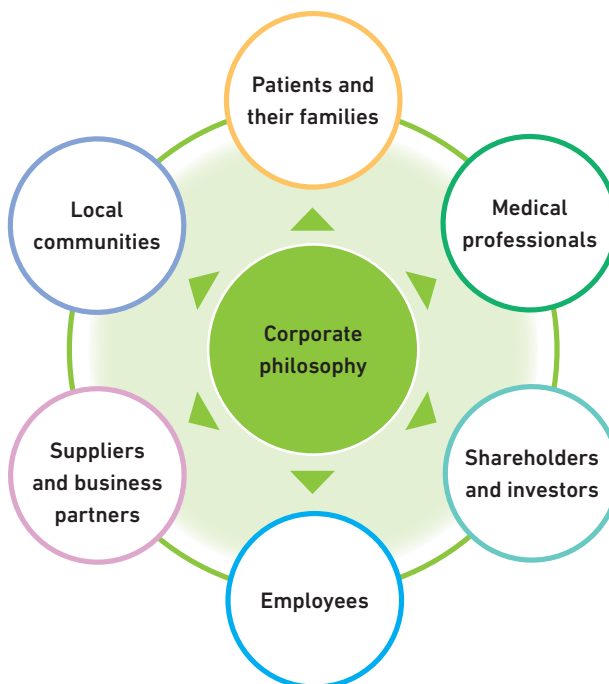 Patients and
their families
Local
communities
Medical
professionals
Corporate
philosophy
Suppliers
and business
partners
Shareholders
and investors
Employees